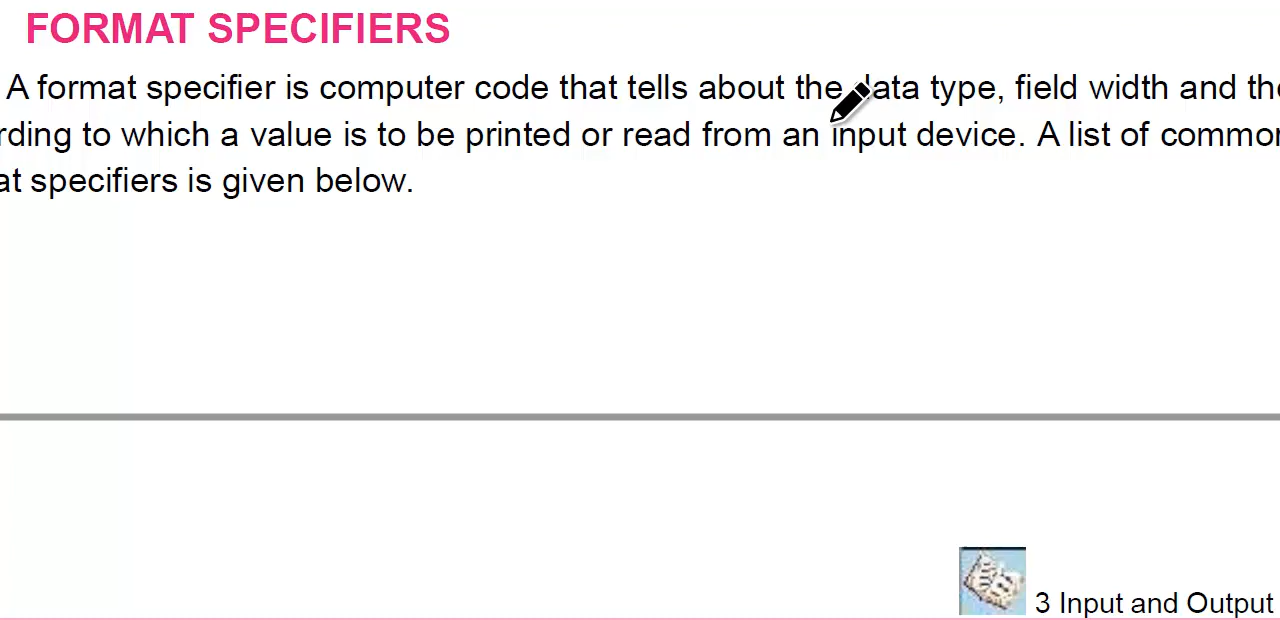 FORMAT SPECIFIERS
A format specifier is computer code that tells about the data type, field width and the
rding to which a value is to be printed or read from an input device. A list of common
at specifiers is given below.
3 Input and Output